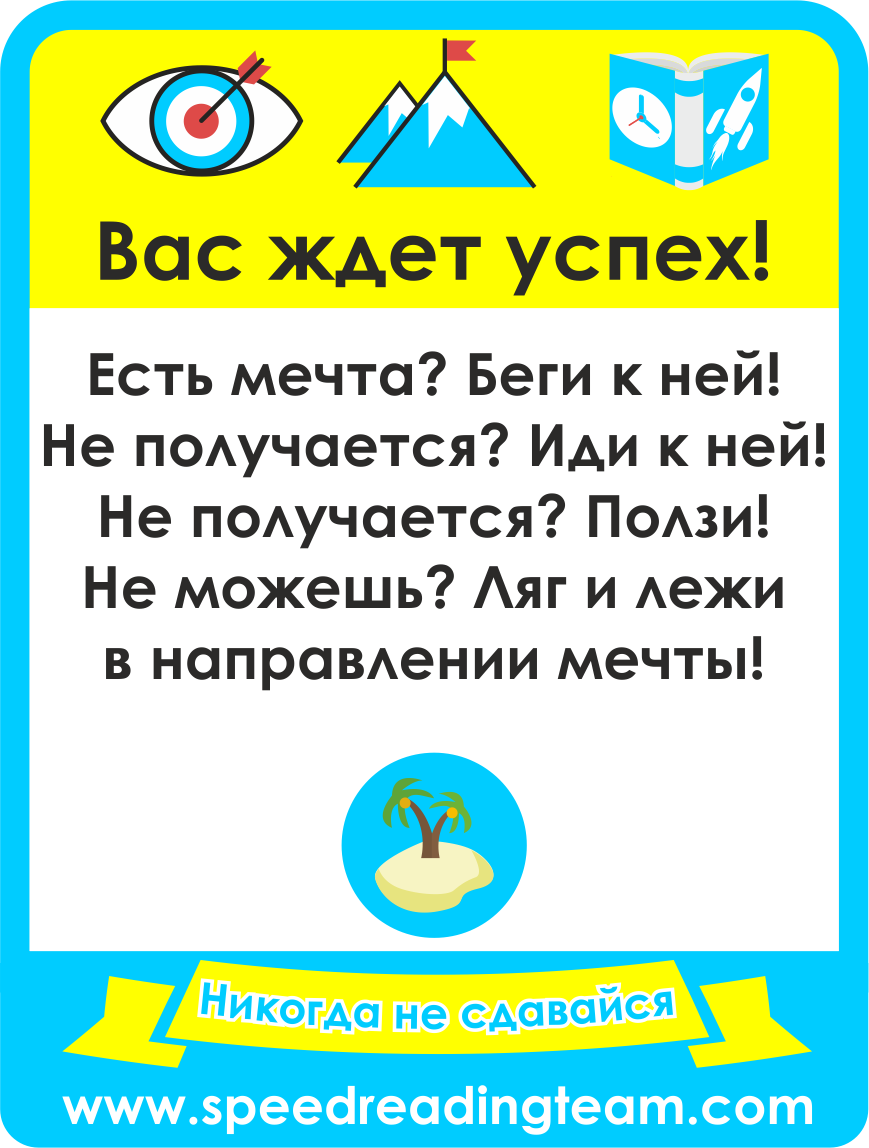 Вас ждет успех!
Есть мечта? Беги к ней!
Не получается? Иди к ней!
Не получается? Ползи!
Не можешь? Ляг и лежи
в направлении мечты!
Никогда не сдавайся
www.speedreadingteam.com